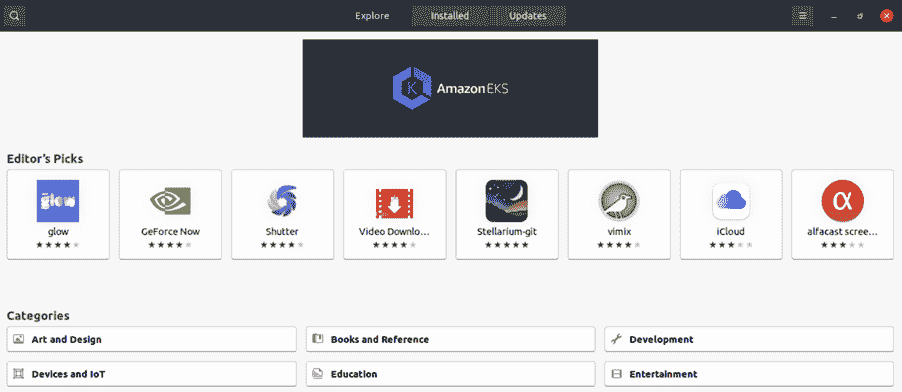 Explore Installed Updates
K Amazon EKS
Editor's Picks
glow
glow GeForce Now Shutter Video Downlo... Stellarium-git vimix iCloud alfacast scree...
Categories
Art and Design Books and Reference Development
Devices and IoT Education Entertainment